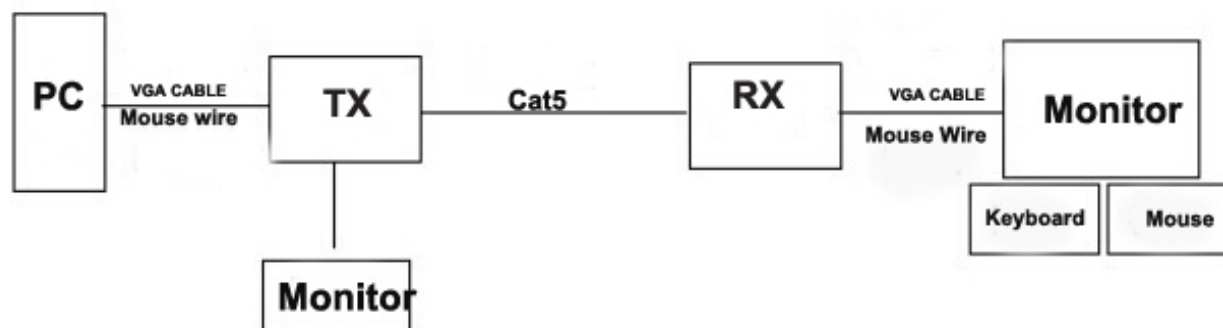 PC
VGA CABLE
Mouse wire
TX
Cat5
RX
VGA CABLE
Mouse Wire
Monitor
Keyboard
Mouse
Monitor